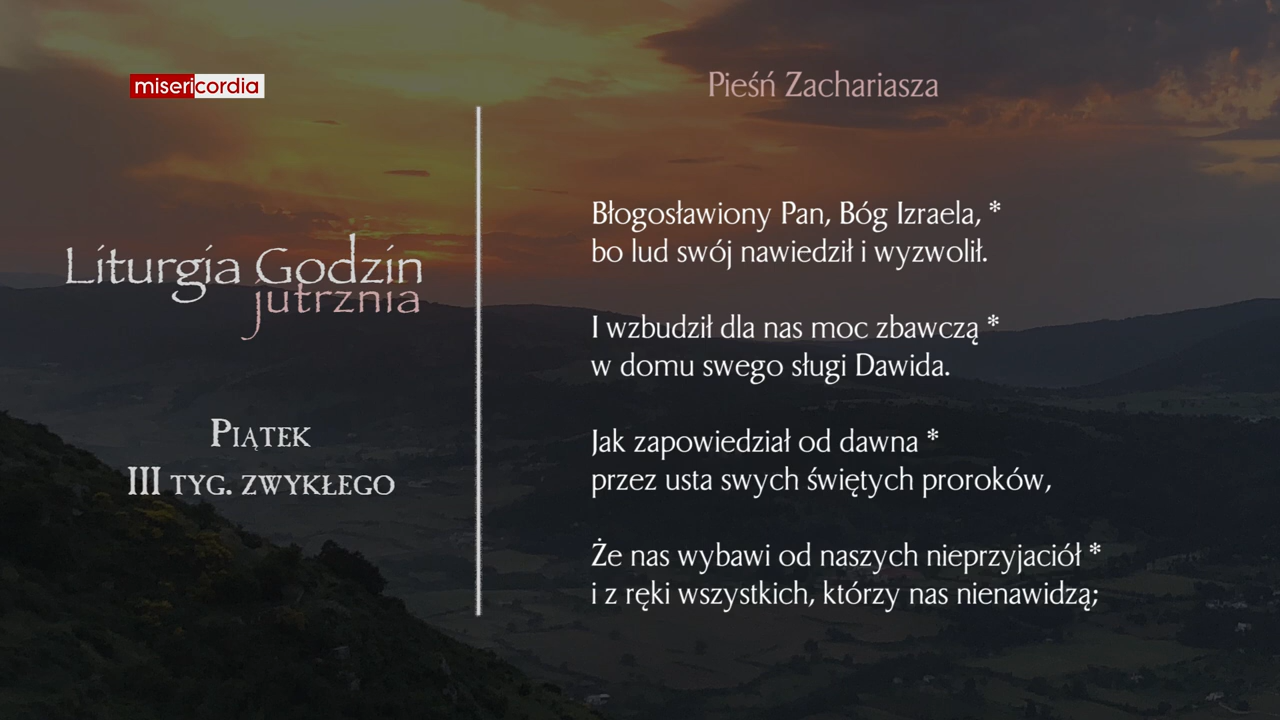 misericordia
Liturgia Godzin
jutrznia
Piątek
III tyg. zwykłego
Pieśń Zachariasza
Błogosławiony Pan, Bóg Izraela, *
bo lud swój nawiedził i wyzwolił.
I wzbudził dla nas moc zbawczą *
w domu swego sługi Dawida.
Jak zapowiedział od dawna *
przez usta swych świętych proroków,
Że nas wybawi od naszych nieprzyjaciół *
i z ręki wszystkich, którzy nas nienawidzą;